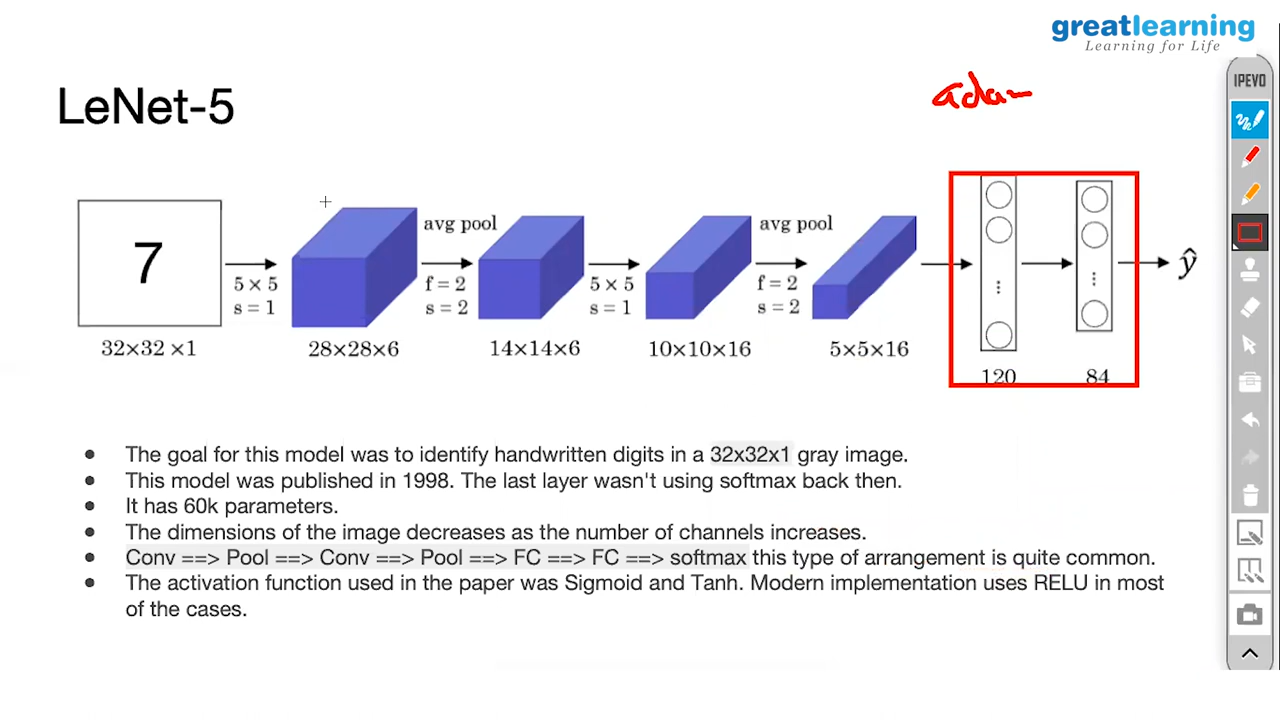 greatlearning
Learning for Life
IPEVO
LeNet-5
7
32×32 ×1
5 × 5
s = 1
28×28×6
avg pool
f = 2
s = 2
14×14×6
5 × 5
s = 1
10×10×16
avg pool
f = 2
s = 2
5×5×16
120
84
ŷ
• The goal for this model was to identify handwritten digits in a 32x32x1 gray image.
• This model was published in 1998. The last layer wasn't using softmax back then.
• It has 60k parameters.
• The dimensions of the image decreases as the number of channels increases.
• Conv ==> Pool ==> Conv ==> Pool ==> FC ==> FC ==> softmax this type of arrangement is quite common.
• The activation function used in the paper was Sigmoid and Tanh. Modern implementation uses RELU in most
of the cases.